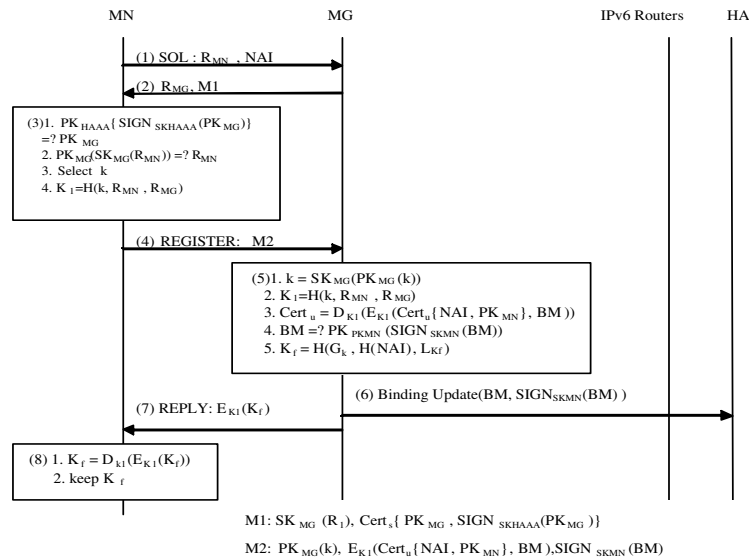 MN MG IPv6 Routers HA
(1) SOL : R_MN , NAI
(2) R_MG, M1
(3)1. PK_HAAA{SIGN_SKHAAA(PK_MG)}
=? PK_MG
2. PK_MG(SK_MG(R_MN)) =? R_MN
3. Select k
4. K_1=H(k, R_MN , R_MG)
(4) REGISTER: M2
(5)1. k = SK_MG(PK_MG(k))
2. K_1=H(k, R_MN , R_MG)
3. Cert_u = D_K1(E_K1(Cert_u{NAI, PK_MN}, BM))
4. BM =? PK_PKMN(SIGN_SKMN(BM))
5. K_f = H(G_k , H(NAI), L_Kf)
(6) Binding Update(BM, SIGN_SKMN(BM) )
(7) REPLY: E_K1(K_f)
(8) 1. K_f = D_k1(E_K1(K_f))
2. keep K_f
M1: SK_MG (R_1), Cert_s{ PK_MG , SIGN_SKHAAA(PK_MG )}
M2: PK_MG(k), E_K1(Cert_u{NAI, PK_MN}, BM ),SIGN_SKMN(BM)